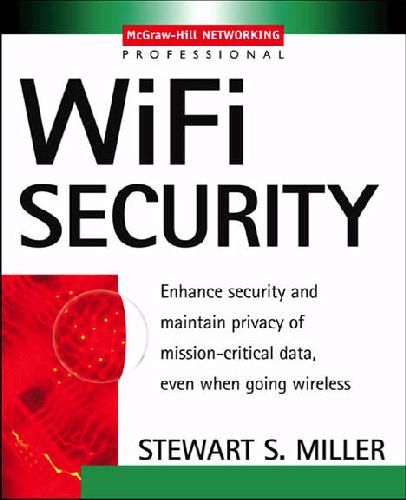 McGraw-Hill NETWORKING
PROFESSIONAL
WiFi
SECURITY
Enhance security and
maintain privacy of
mission-critical data,
even when going wireless
STEWART S. MILLER